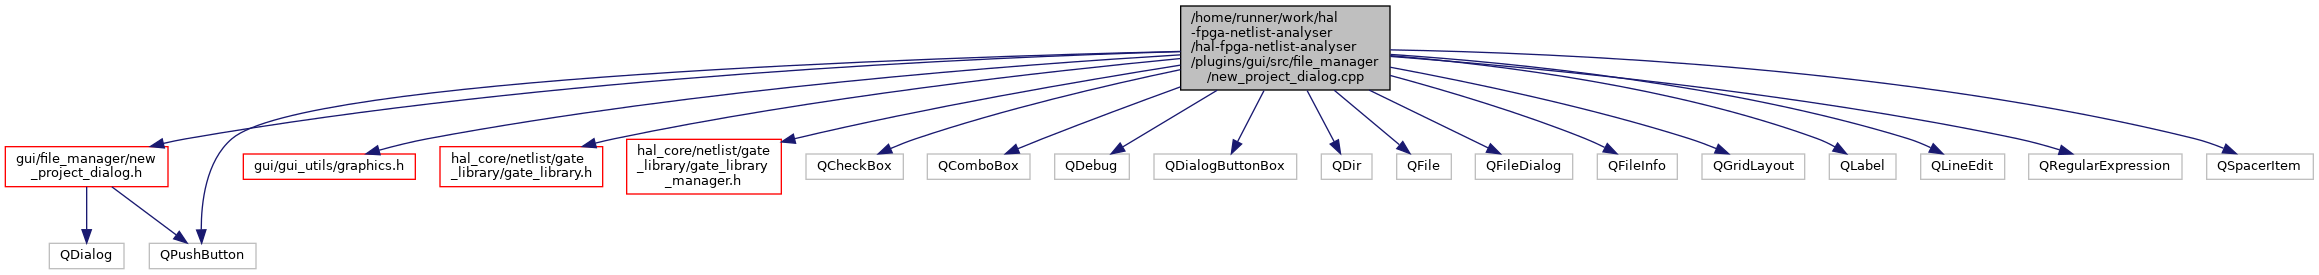 /home/runner/work/hal
-fpga-netlist-analyser
/hal-fpga-netlist-analyser
/plugins/gui/src/file_manager
/new_project_dialog.cpp
gui/file_manager/new
_project_dialog.h
gui/gui_utils/graphics.h
hal_core/netlist/gate
_library/gate_library.h
hal_core/netlist/gate
_library/gate_library
_manager.h
QCheckBox
QComboBox
QDebug
QDialogButtonBox
QDir
QFile
QFileDialog
QFileInfo
QGridLayout
QLabel
QLineEdit
QRegularExpression
QSpacerItem
QDialog
QPushButton